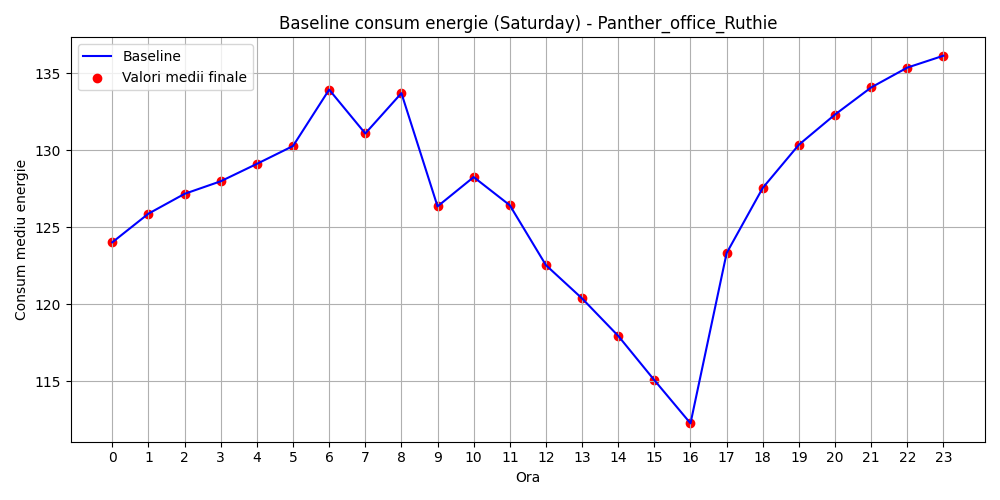 Baseline consum energie (Saturday) - Panther_office_Ruthie
Baseline
Valori medii finale
Consum mediu energie
135
130
125
120
115
0 1 2 3 4 5 6 7 8 9 10 11 12 13 14 15 16 17 18 19 20 21 22 23
Ora